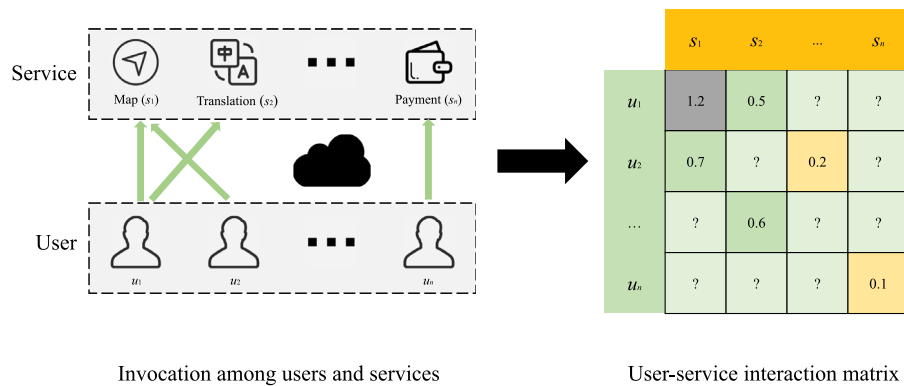 Service
中
A
Map (s1)
Translation (s2)
Payment (sn)
User
u1
u2
un
Invocation among users and services
s1 s2 ... sn
u1 1.2 0.5 ? ?
u2 0.7 ? 0.2 ?
... ? 0.6 ? ?
un ? ? ? 0.1
User-service interaction matrix